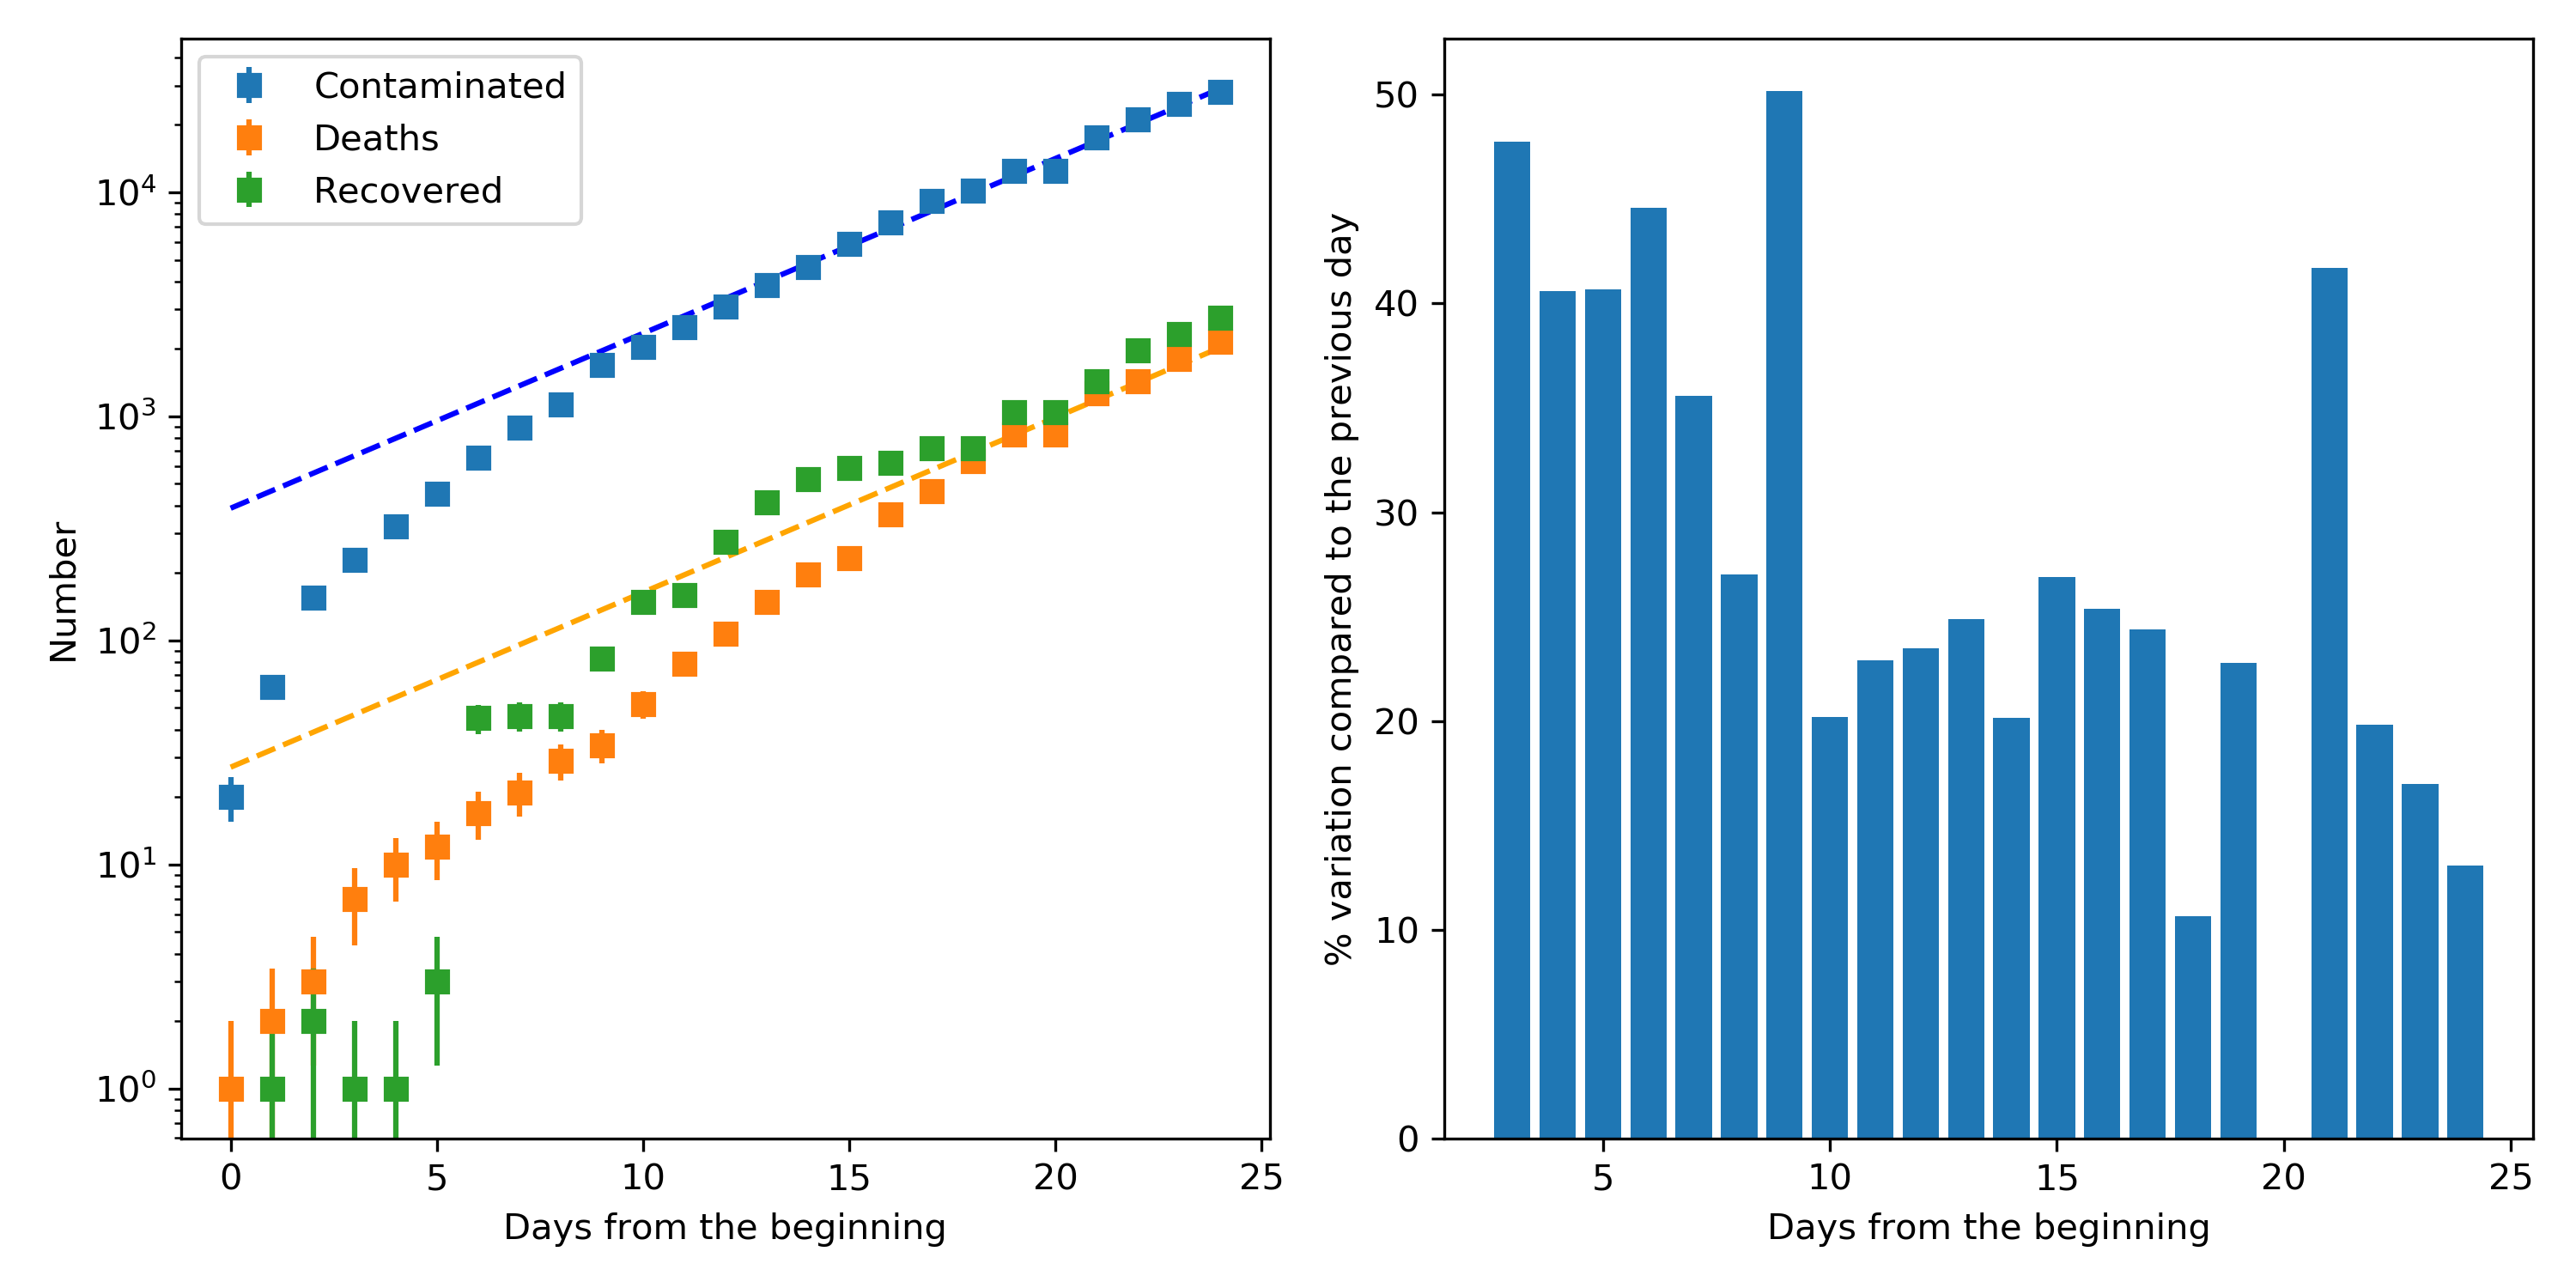 Contaminated
Deaths
Recovered
Number
10⁴
10³
10²
10¹
10⁰
0 5 10 15 20 25
Days from the beginning
% variation compared to the previous day
50
40
30
20
10
0
5 10 15 20 25
Days from the beginning